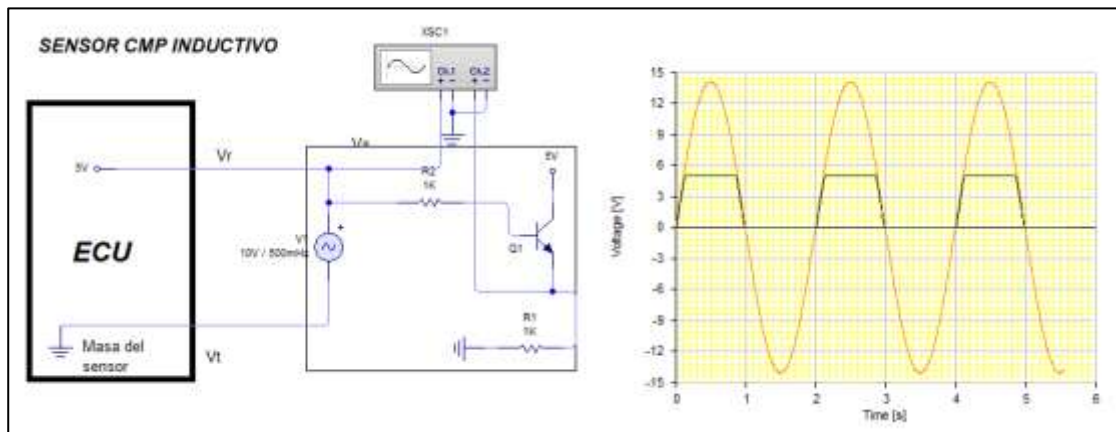 SENSOR CMP INDUCTIVO
XSC1
Ch1 Ch2
+ - + -
5V
Vr
R2
1K
5V
V1
10V / 500mHz
+
Q1
ECU
R1
1K
Masa del
sensor
Vt
Voltage [V]
15
12
9
6
3
0
-3
-6
-9
-12
-15
0 1 2 3 4 5 6
Time [s]